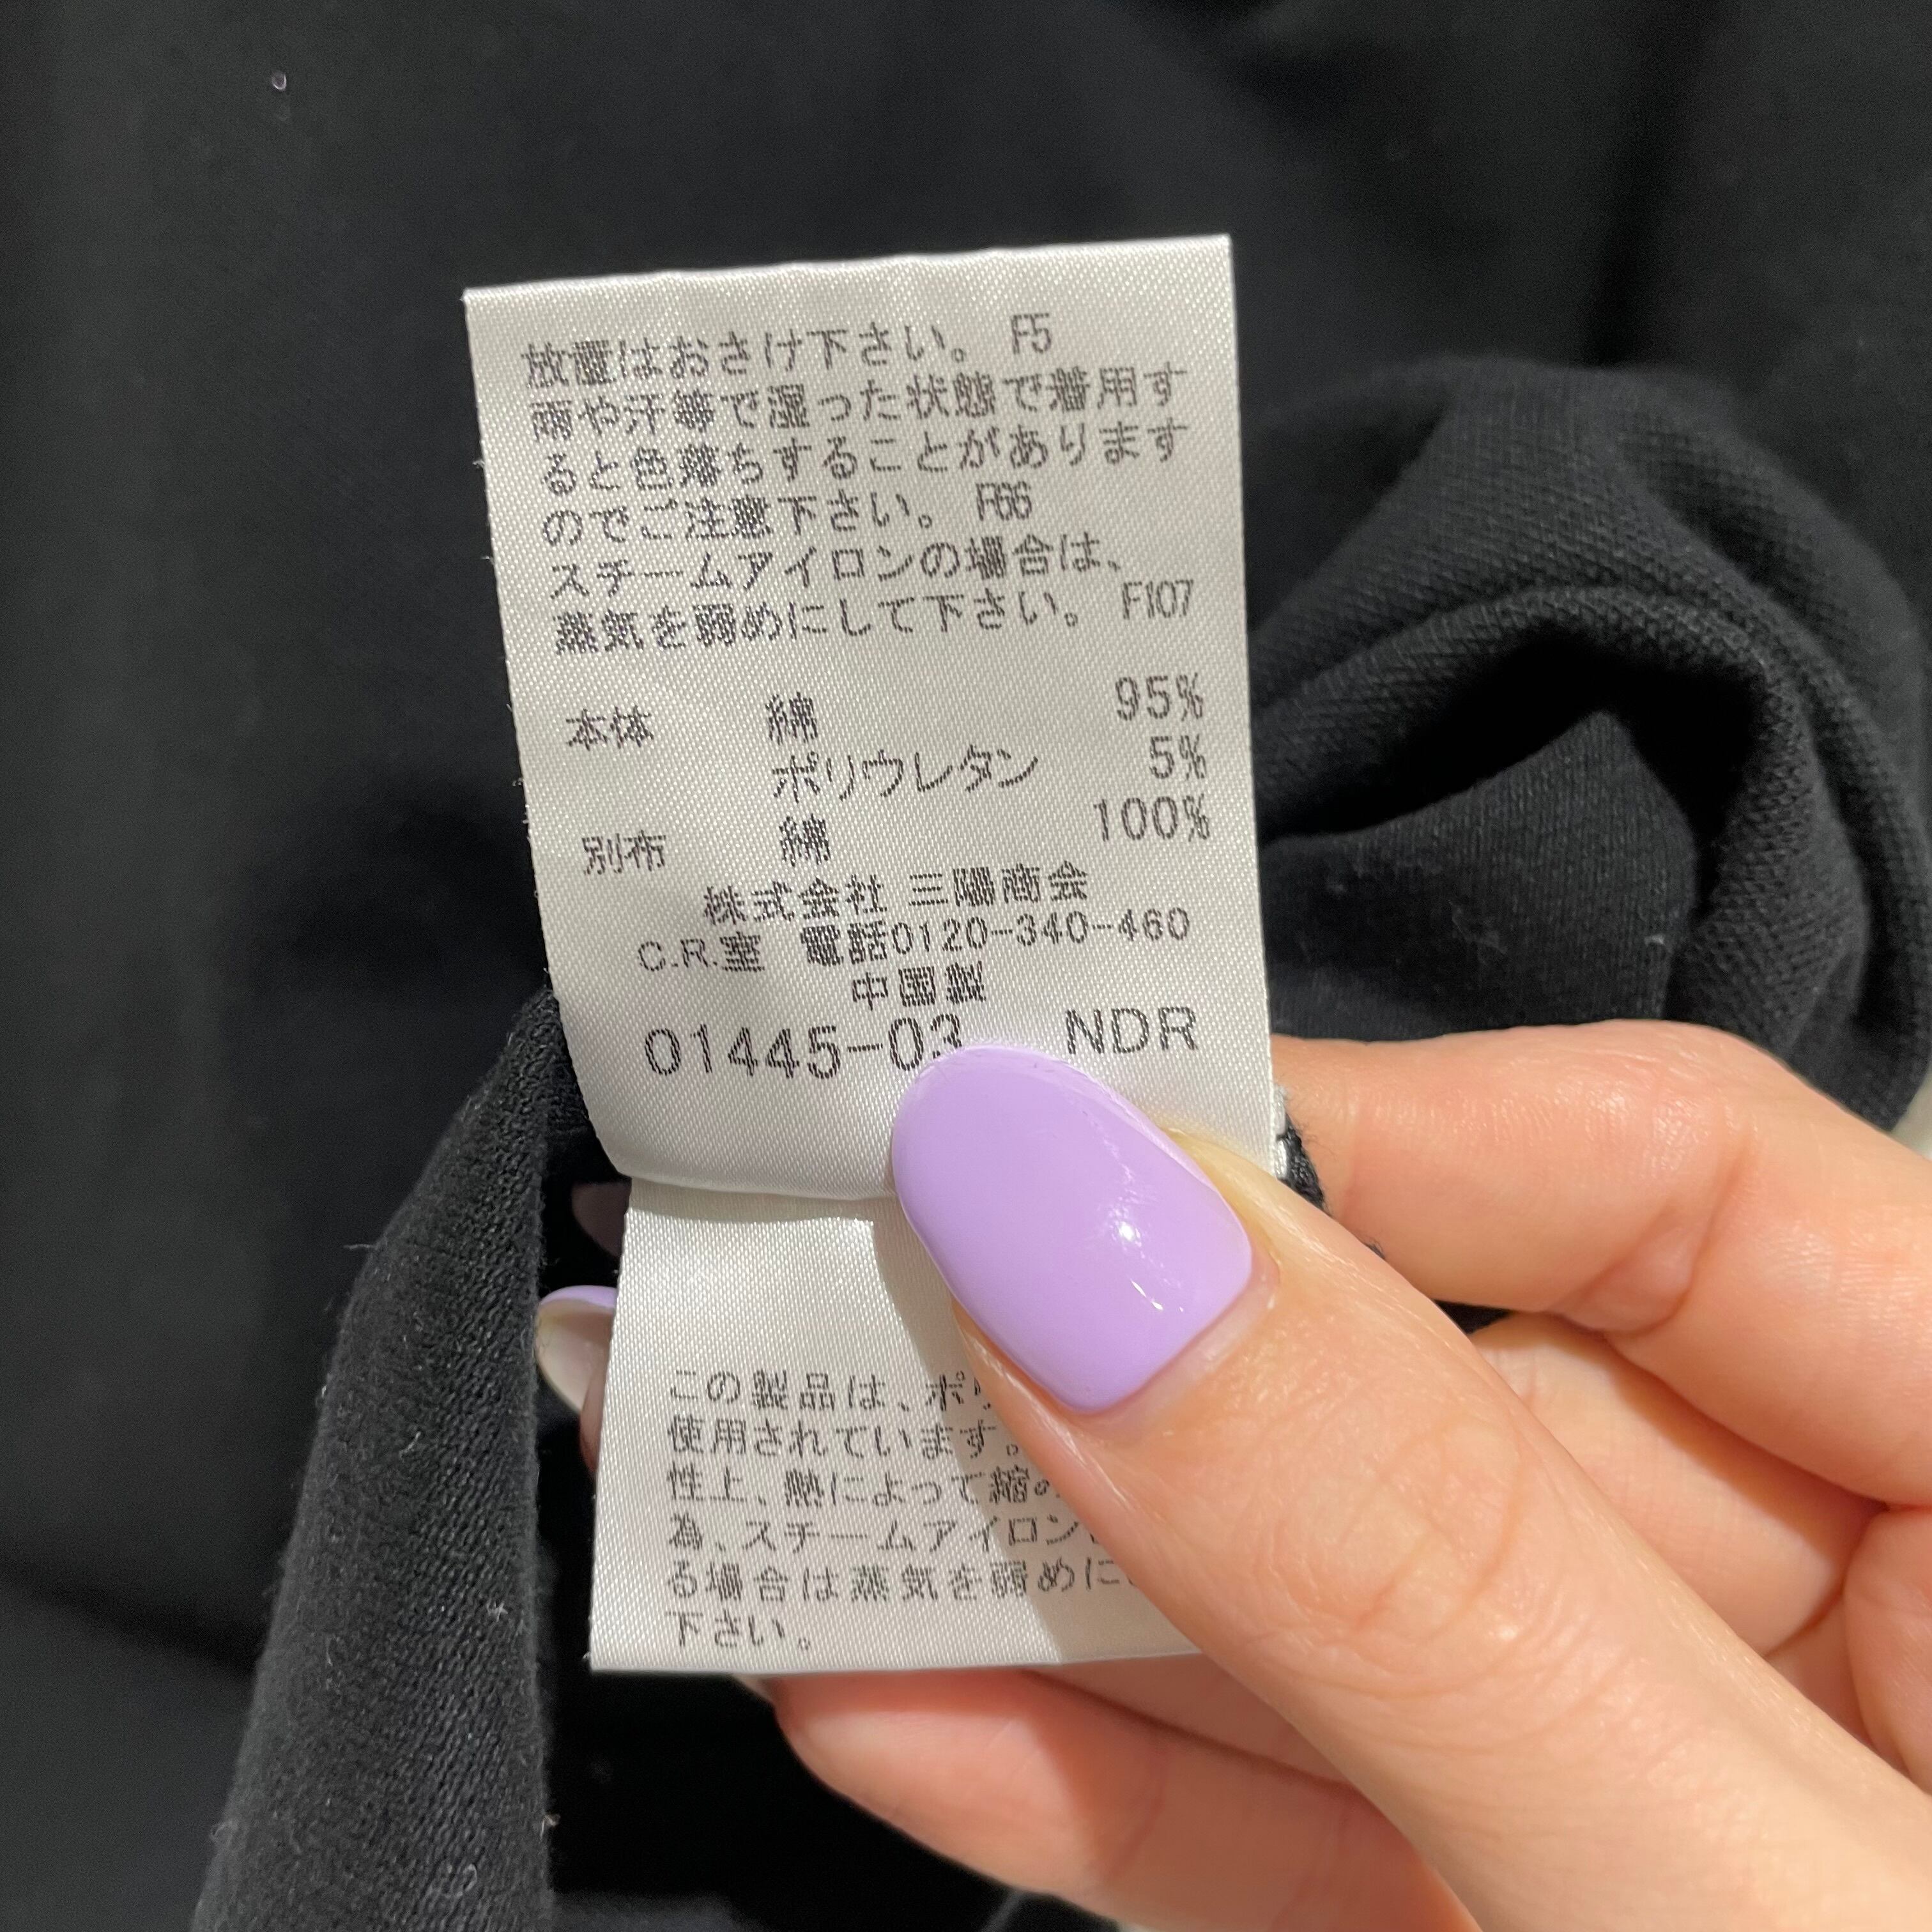 放置はおさけ下さい。 F5
雨や汗等で湿った状態で着用す
ると色落ちすることがあります
のでご注意下さい。 F66
スチームアイロンの場合は、
蒸気を弱めにして下さい。 F107
本体 綿 95%
ポリウレタン 5%
別布 綿 100%
株式会社 三陽商会
C.R.室 電話0120-340-460
中国製
01445-03 NDR
この製品は、ポリ
使用されています。
性上、熱によって縮
為、スチームアイロン
る場合は蒸気を弱めに
下さい。